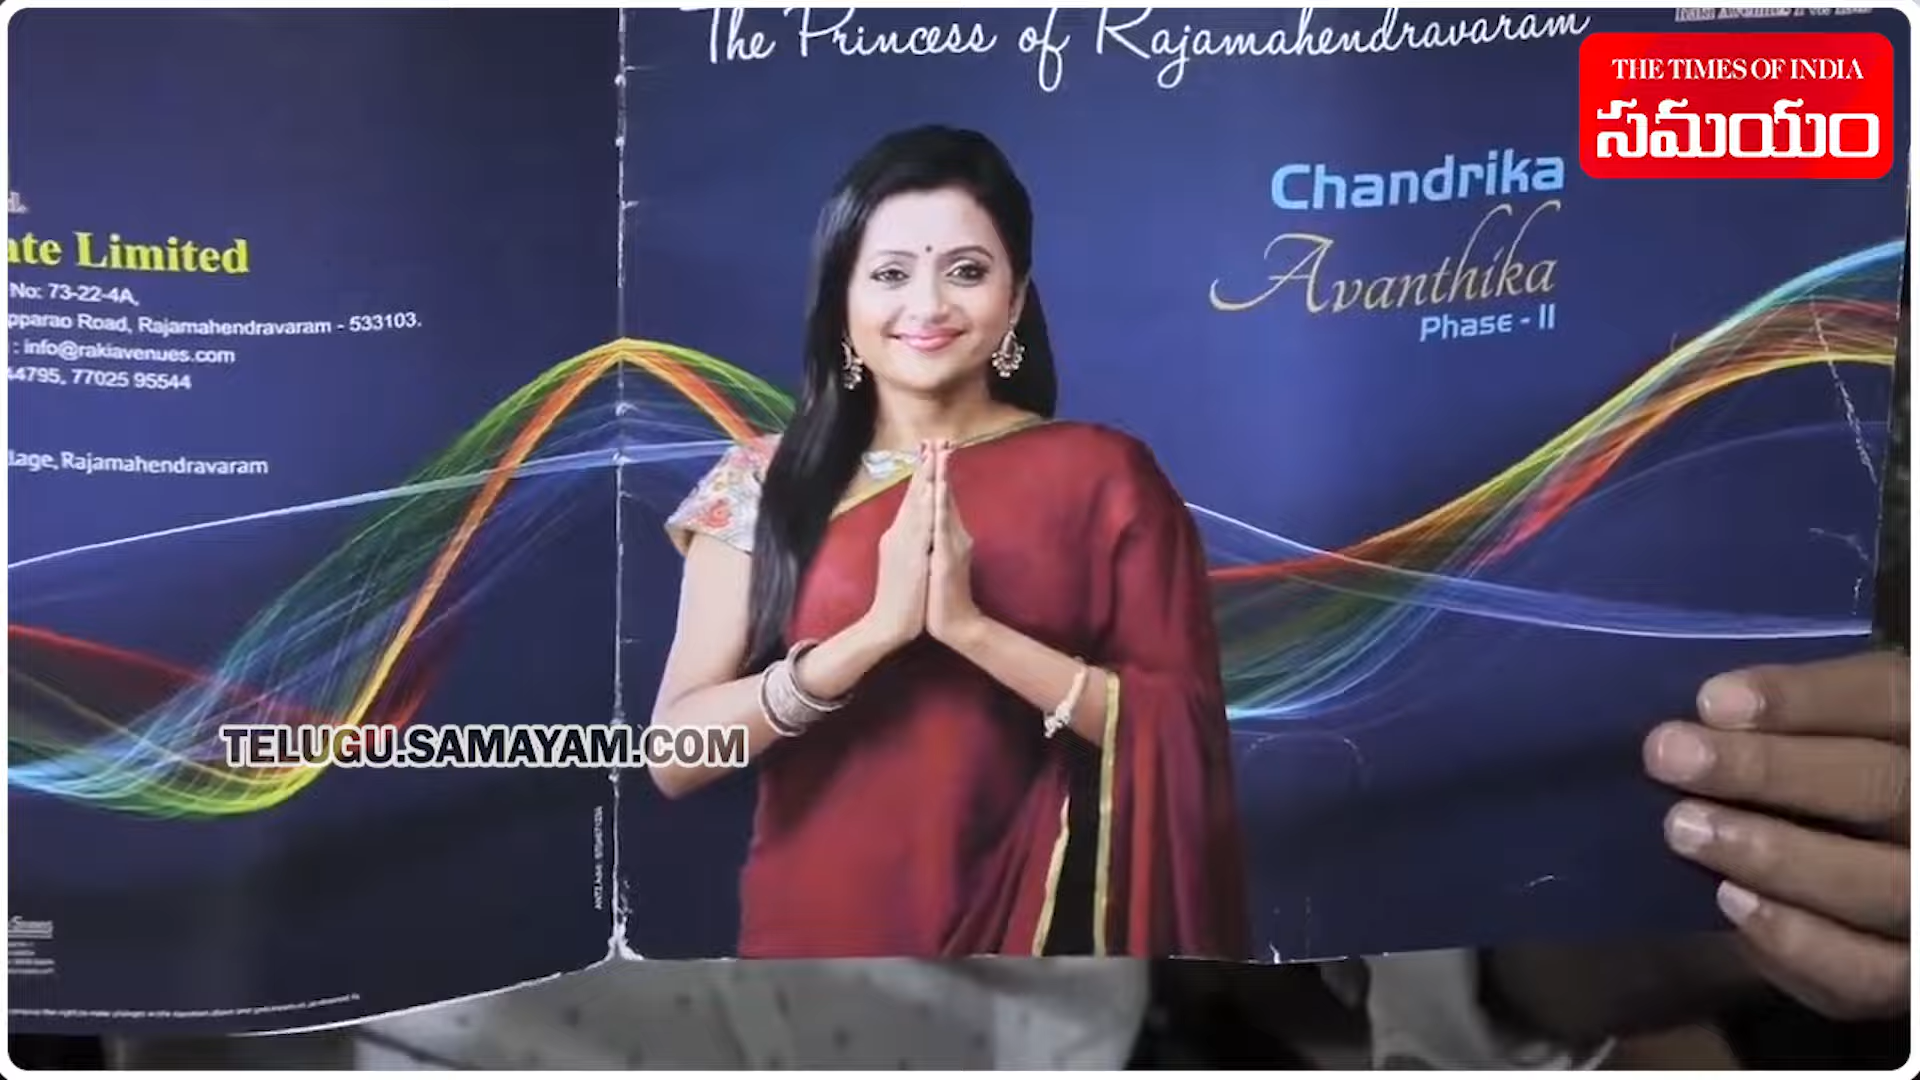 The Princess of Rajamahendravaram
THE TIMES OF INDIA
సమయం
Chandrika
Avanthika
Phase - II
ate Limited
No: 73-22-4A,
pparao Road, Rajamahendravaram - 533103.
: info@rakiavenues.com
44795, 77025 95544
lage, Rajamahendravaram
TELUGU.SAMAYAM.COM